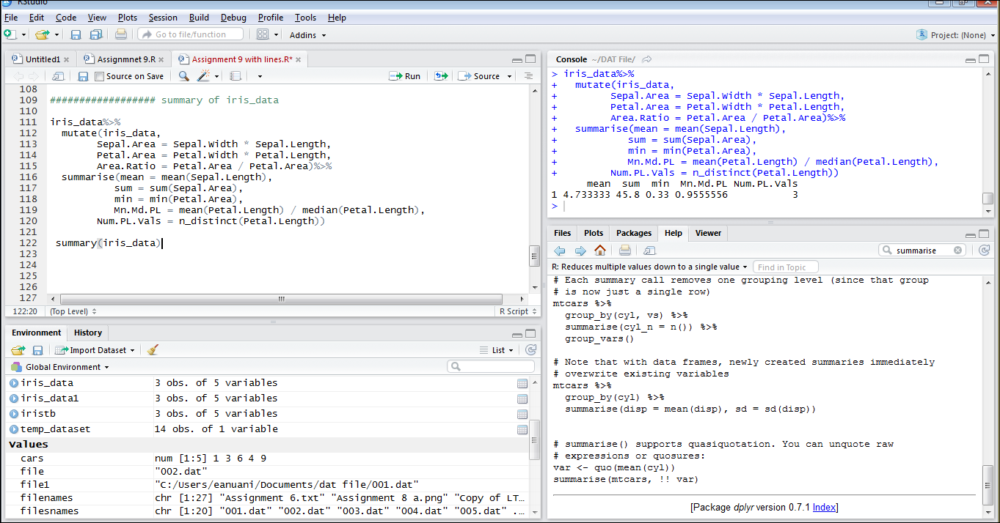 RStudio
File Edit Code View Plots Session Build Debug Profile Tools Help
Go to file/function
Addins
Project: (None)
Untitled1
Assignmnet 9.R
Assignment 9 with lines.R*
Source on Save
Run
Source
108
109 ################## summary of iris_data
110
111 iris_data%>%
112 mutate(iris_data,
113 Sepal.Area = Sepal.Width * Sepal.Length,
114 Petal.Area = Petal.Width * Petal.Length,
115 Area.Ratio = Petal.Area / Petal.Area)%>%
116 summarise(mean = mean(Sepal.Length),
117 sum = sum(Sepal.Area),
118 min = min(Petal.Area),
119 Mn.Md.PL = mean(Petal.Length) / median(Petal.Length),
120 Num.PL.Vals = n_distinct(Petal.Length))
121
122 summary(iris_data)
123
124
125
126
127
122:20 (Top Level) R Script
Environment History
Import Dataset List
Global Environment
iris_data 3 obs. of 5 variables
iris_data1 3 obs. of 5 variables
iristb 3 obs. of 5 variables
temp_dataset 14 obs. of 1 variable
Values
cars num [1:5] 1 3 6 4 9
file "002.dat"
file1 "C:/Users/eanuani/Documents/dat file/001.dat"
filenames chr [1:27] "Assignment 6.txt" "Assignment 8 a.png" "Copy of LT…
filesnames chr [1:20] "001.dat" "002.dat" "003.dat" "004.dat" "005.dat" .…
Console ~/DAT File/
> iris_data%>%
+ mutate(iris_data,
+ Sepal.Area = Sepal.Width * Sepal.Length,
+ Petal.Area = Petal.Width * Petal.Length,
+ Area.Ratio = Petal.Area / Petal.Area)%>%
+ summarise(mean = mean(Sepal.Length),
+ sum = sum(Sepal.Area),
+ min = min(Petal.Area),
+ Mn.Md.PL = mean(Petal.Length) / median(Petal.Length),
+ Num.PL.Vals = n_distinct(Petal.Length))
mean sum min Mn.Md.PL Num.PL.Vals
1 4.733333 45.8 0.33 0.9555556 3
>
Files Plots Packages Help Viewer
summarise
R: Reduces multiple values down to a single value Find in Topic
# Each summary call removes one grouping level (since that group
# is now just a single row)
mtcars %>%
group_by(cyl, vs) %>%
summarise(cyl_n = n()) %>%
group_vars()
# Note that with data frames, newly created summaries immediately
# overwrite existing variables
mtcars %>%
group_by(cyl) %>%
summarise(disp = mean(disp), sd = sd(disp))
# summarise() supports quasiquotation. You can unquote raw
# expressions or quosures:
var <- quo(mean(cyl))
summarise(mtcars, !! var)
[Package dplyr version 0.7.1 Index]